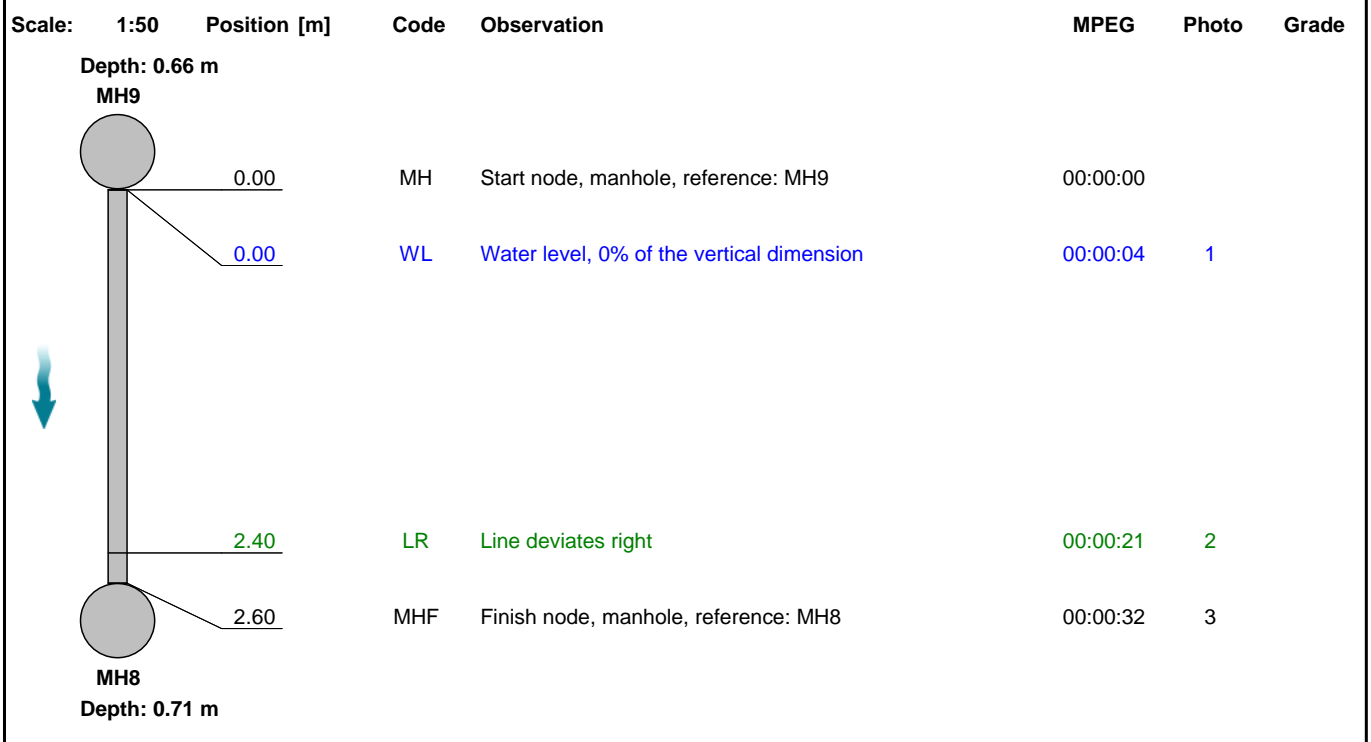 Scale: 1:50 Position [m] Code Observation MPEG Photo Grade
Depth: 0.66 m
MH9
0.00 MH Start node, manhole, reference: MH9 00:00:00
0.00 WL Water level, 0% of the vertical dimension 00:00:04 1
2.40 LR Line deviates right 00:00:21 2
2.60 MHF Finish node, manhole, reference: MH8 00:00:32 3
MH8
Depth: 0.71 m